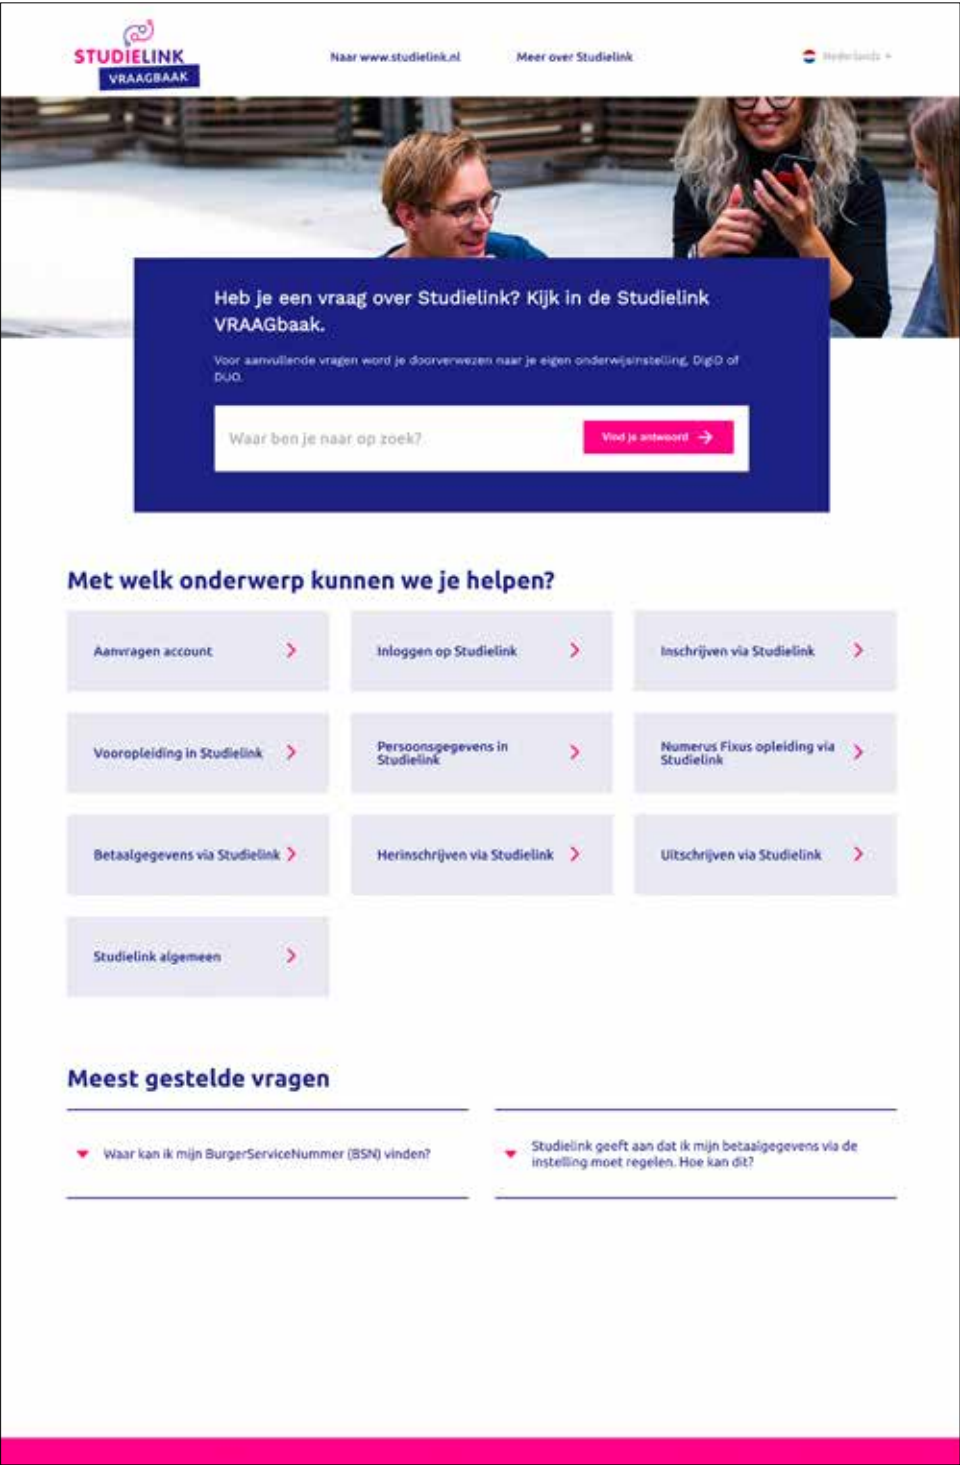 STUDIELINK
VRAAGBAAK
Naar www.studielink.nl
Meer over Studielink
Nederlands
Heb je een vraag over Studielink? Kijk in de Studielink
VRAAGbaak.
Voor aanvullende vragen word je doorverwezen naar je eigen onderwijsinstelling, DigiD of
DUO.
Waar ben je naar op zoek?
Vind je antwoord
Met welk onderwerp kunnen we je helpen?
Aanvragen account
Inloggen op Studielink
Inschrijven via Studielink
Vooropleiding in Studielink
Persoonsgegevens in
Studielink
Numerus Fixus opleiding via
Studielink
Betaalgegevens via Studielink
Herinschrijven via Studielink
Uitschrijven via Studielink
Studielink algemeen
Meest gestelde vragen
Waar kan ik mijn BurgerServiceNummer (BSN) vinden?
Studielink geeft aan dat ik mijn betaalgegevens via de
instelling moet regelen. Hoe kan dit?